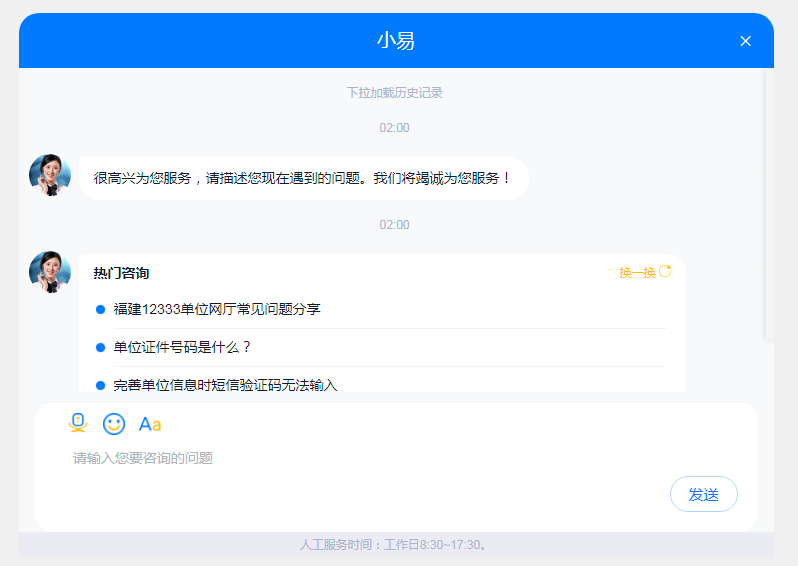 小易
×
下拉加载历史记录
02:00
很高兴为您服务，请描述您现在遇到的问题。我们将竭诚为您服务！
02:00
热门咨询 换一换
福建12333单位网厅常见问题分享
单位证件号码是什么？
完善单位信息时短信验证码无法输入
Aa
请输入您要咨询的问题
发送
人工服务时间：工作日8:30~17:30。